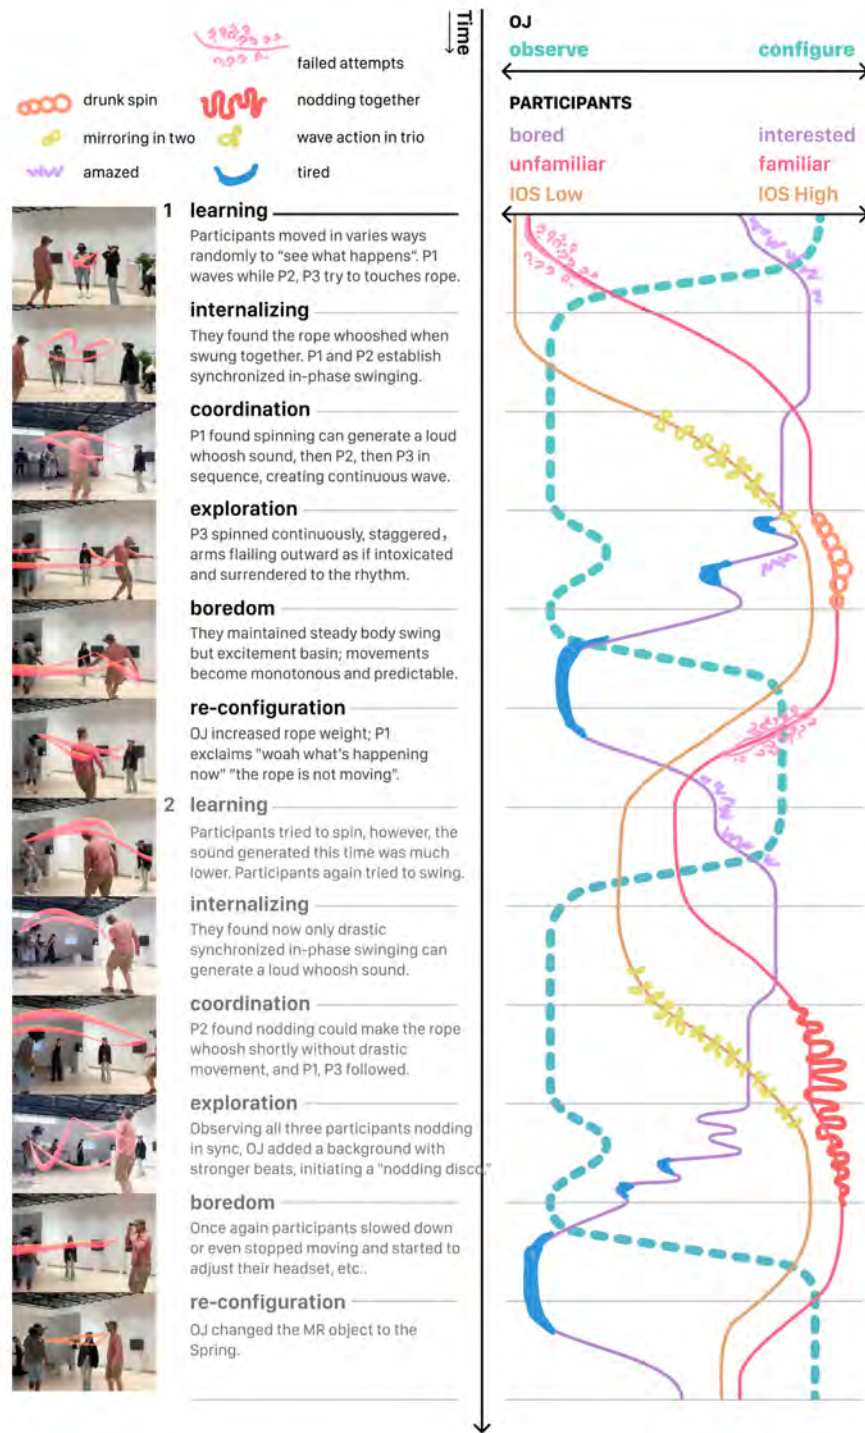 Time
OJ
observe
configure
failed attempts
drunk spin
nodding together
PARTICIPANTS
mirroring in two
wave action in trio
bored
interested
amazed
tired
unfamiliar
familiar
IOS Low
IOS High
1 learning
Participants moved in varies ways
randomly to "see what happens". P1
waves while P2, P3 try to touches rope.
internalizing
They found the rope whooshed when
swung together. P1 and P2 establish
synchronized in-phase swinging.
coordination
P1 found spinning can generate a loud
whoosh sound, then P2, then P3 in
sequence, creating continuous wave.
exploration
P3 spinned continuously, staggered,
arms flailing outward as if intoxicated
and surrendered to the rhythm.
boredom
They maintained steady body swing
but excitement basin; movements
become monotonous and predictable.
re-configuration
OJ increased rope weight; P1
exclaims "woah what's happening
now" "the rope is not moving".
2 learning
Participants tried to spin, however, the
sound generated this time was much
lower. Participants again tried to swing.
internalizing
They found now only drastic
synchronized in-phase swinging can
generate a loud whoosh sound.
coordination
P2 found nodding could make the rope
whoosh shortly without drastic
movement, and P1, P3 followed.
exploration
Observing all three participants nodding
in sync, OJ added a background with
stronger beats, initiating a "nodding disco,"
boredom
Once again participants slowed down
or even stopped moving and started to
adjust their headset, etc..
re-configuration
OJ changed the MR object to the
Spring.